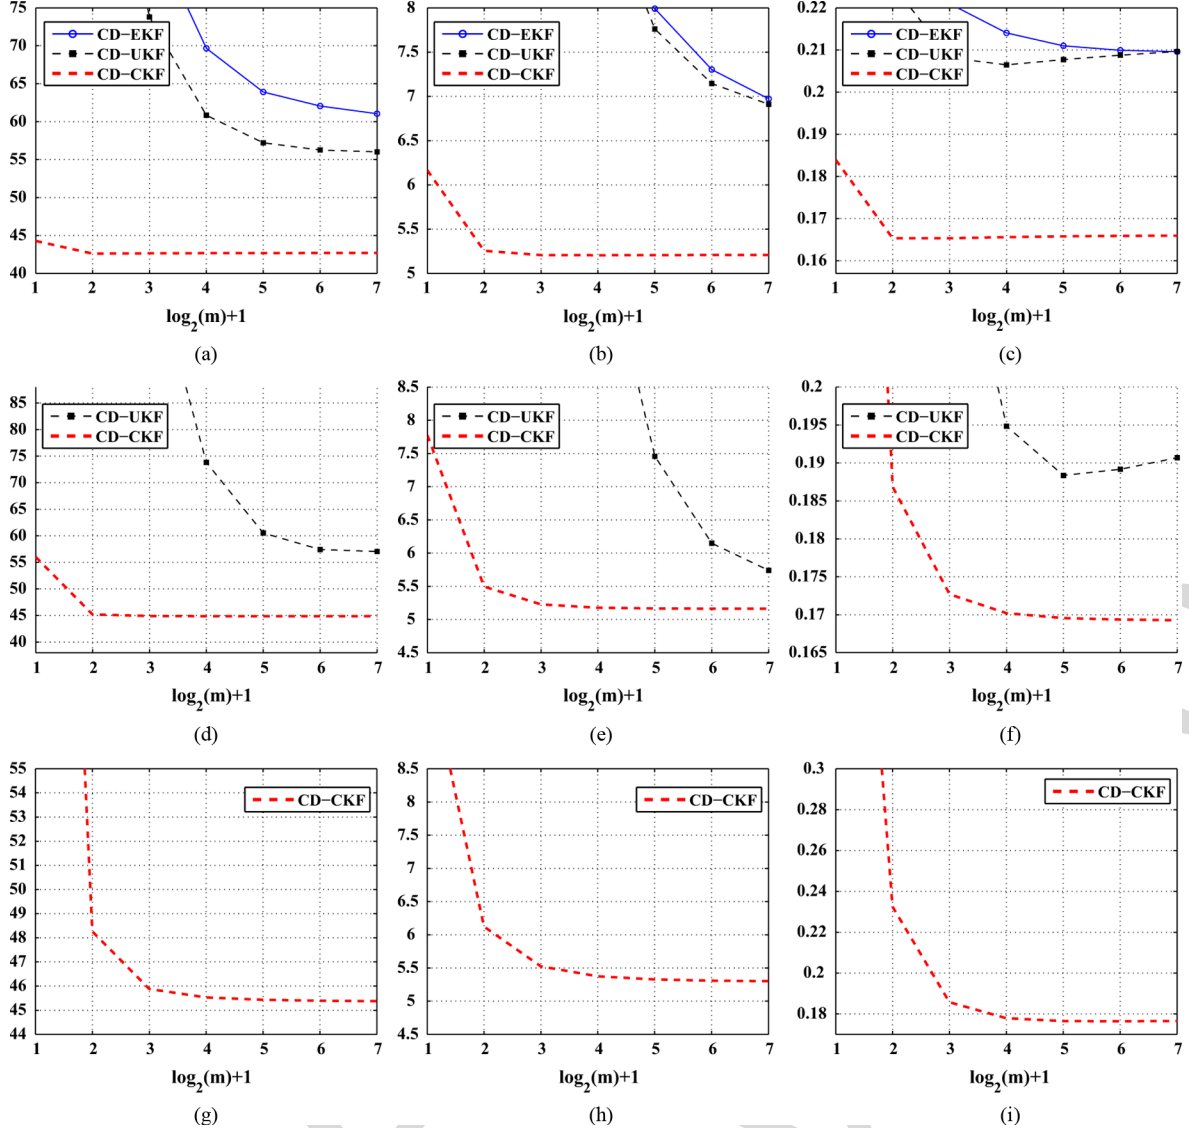 75
70
65
60
55
50
45
40
1 2 3 4 5 6 7
CD−EKF
CD−UKF
CD−CKF
log2(m)+1
(a)
8
7.5
7
6.5
6
5.5
5
1 2 3 4 5 6 7
CD−EKF
CD−UKF
CD−CKF
log2(m)+1
(b)
0.22
0.21
0.2
0.19
0.18
0.17
0.16
1 2 3 4 5 6 7
CD−EKF
CD−UKF
CD−CKF
log2(m)+1
(c)
85
80
75
70
65
60
55
50
45
40
1 2 3 4 5 6 7
CD−UKF
CD−CKF
log2(m)+1
(d)
8.5
8
7.5
7
6.5
6
5.5
5
4.5
1 2 3 4 5 6 7
CD−UKF
CD−CKF
log2(m)+1
(e)
0.2
0.195
0.19
0.185
0.18
0.175
0.17
0.165
1 2 3 4 5 6 7
CD−UKF
CD−CKF
log2(m)+1
(f)
55
54
53
52
51
50
49
48
47
46
45
44
1 2 3 4 5 6 7
CD−CKF
log2(m)+1
(g)
8.5
8
7.5
7
6.5
6
5.5
5
4.5
1 2 3 4 5 6 7
CD−CKF
log2(m)+1
(h)
0.3
0.28
0.26
0.24
0.22
0.2
0.18
1 2 3 4 5 6 7
CD−CKF
log2(m)+1
(i)